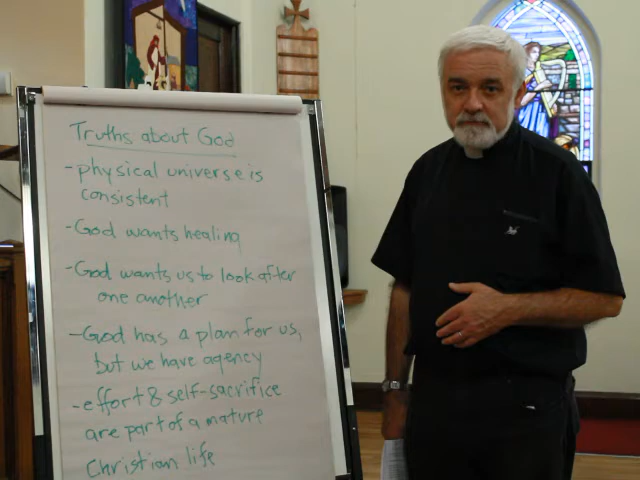 Truths about God
- physical universe is
consistent
- God wants healing
- God wants us to look after
one another
- God has a plan for us,
but we have agency
- effort & self-sacrifice
are part of a mature
Christian life